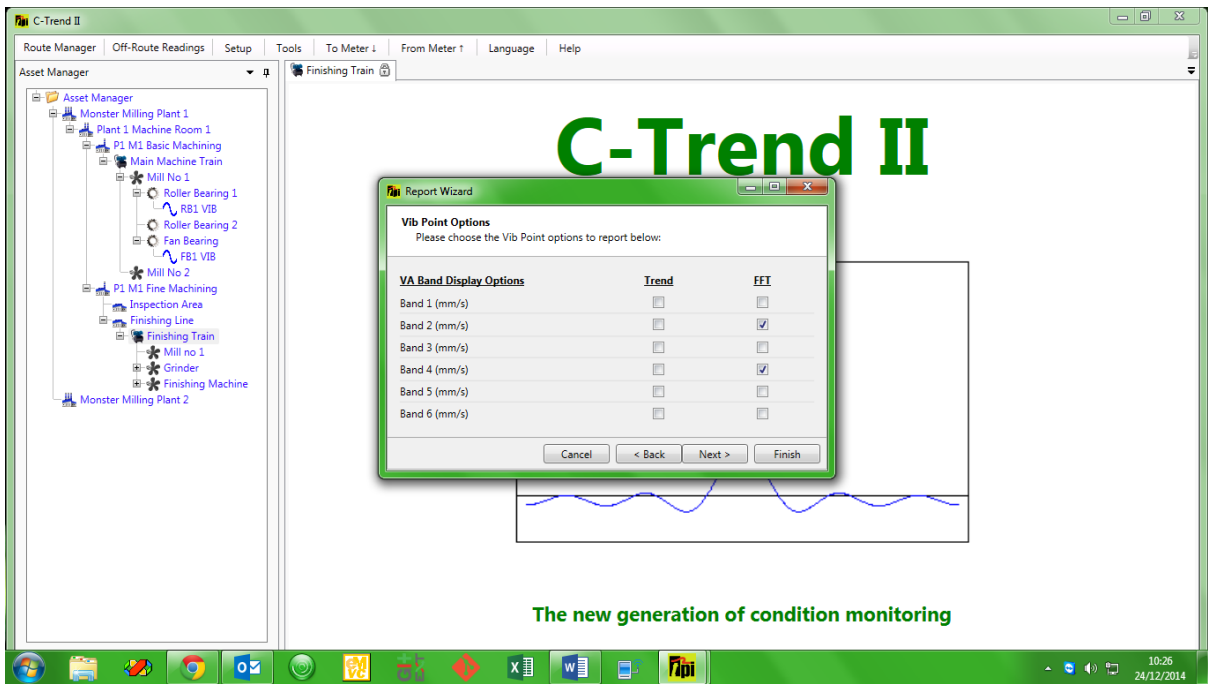 C-Trend II
Route Manager Off-Route Readings Setup Tools To Meter ↓ From Meter ↑ Language Help
Asset Manager
Finishing Train
Asset Manager
Monster Milling Plant 1
Plant 1 Machine Room 1
P1 M1 Basic Machining
Main Machine Train
Mill No 1
Roller Bearing 1
RB1 VIB
Roller Bearing 2
Fan Bearing
FB1 VIB
Mill No 2
P1 M1 Fine Machining
Inspection Area
Finishing Line
Finishing Train
Mill no 1
Grinder
Finishing Machine
Monster Milling Plant 2
C-Trend II
Report Wizard
Vib Point Options
Please choose the Vib Point options to report below:
VA Band Display Options Trend FFT
Band 1 (mm/s)
Band 2 (mm/s)
Band 3 (mm/s)
Band 4 (mm/s)
Band 5 (mm/s)
Band 6 (mm/s)
Cancel < Back Next > Finish
The new generation of condition monitoring
10:26
24/12/2014